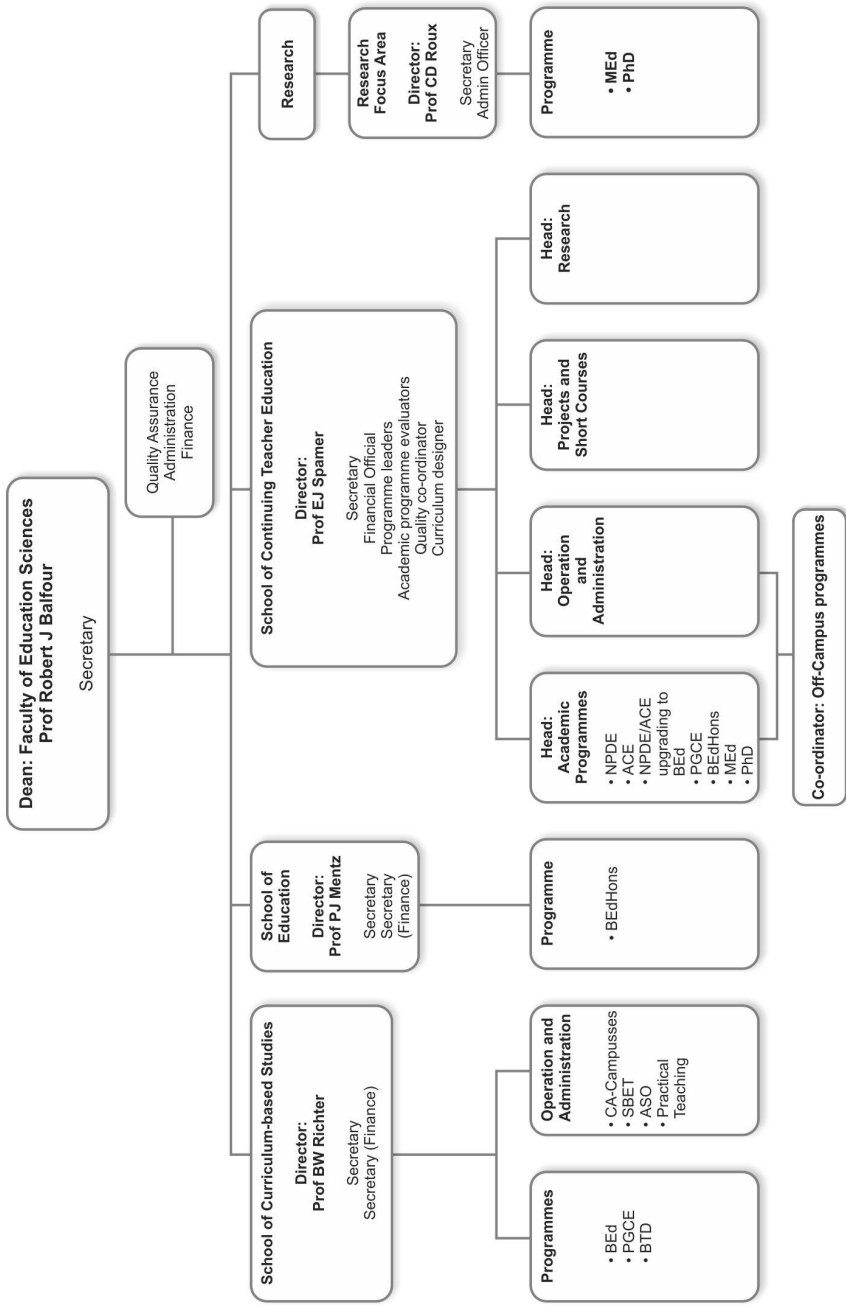 Dean: Faculty of Education Sciences
Prof Robert J Balfour
Secretary
Quality Assurance
Administration
Finance
School of Curriculum-based Studies
Director:
Prof BW Richter
Secretary
Secretary (Finance)
School of
Education
Director:
Prof PJ Mentz
Secretary
Secretary
(Finance)
School of Continuing Teacher Education
Director:
Prof EJ Spamer
Secretary
Financial Official
Programme leaders
Academic programme evaluators
Quality co-ordinator
Curriculum designer
Research
Research
Focus Area
Director:
Prof CD Roux
Secretary
Admin Officer
Programmes
• BEd
• PGCE
• BTD
Operation and
Administration
• CA-Campusses
• SBET
• ASO
• Practical
Teaching
Programme
• BEdHons
Head:
Academic
Programmes
• NPDE
• ACE
• NPDE/ACE
upgrading to
BEd
• PGCE
• BEdHons
• MEd
• PhD
Head:
Operation
and
Administration
Head:
Projects and
Short Courses
Head:
Research
Programme
• MEd
• PhD
Co-ordinator: Off-Campus programmes